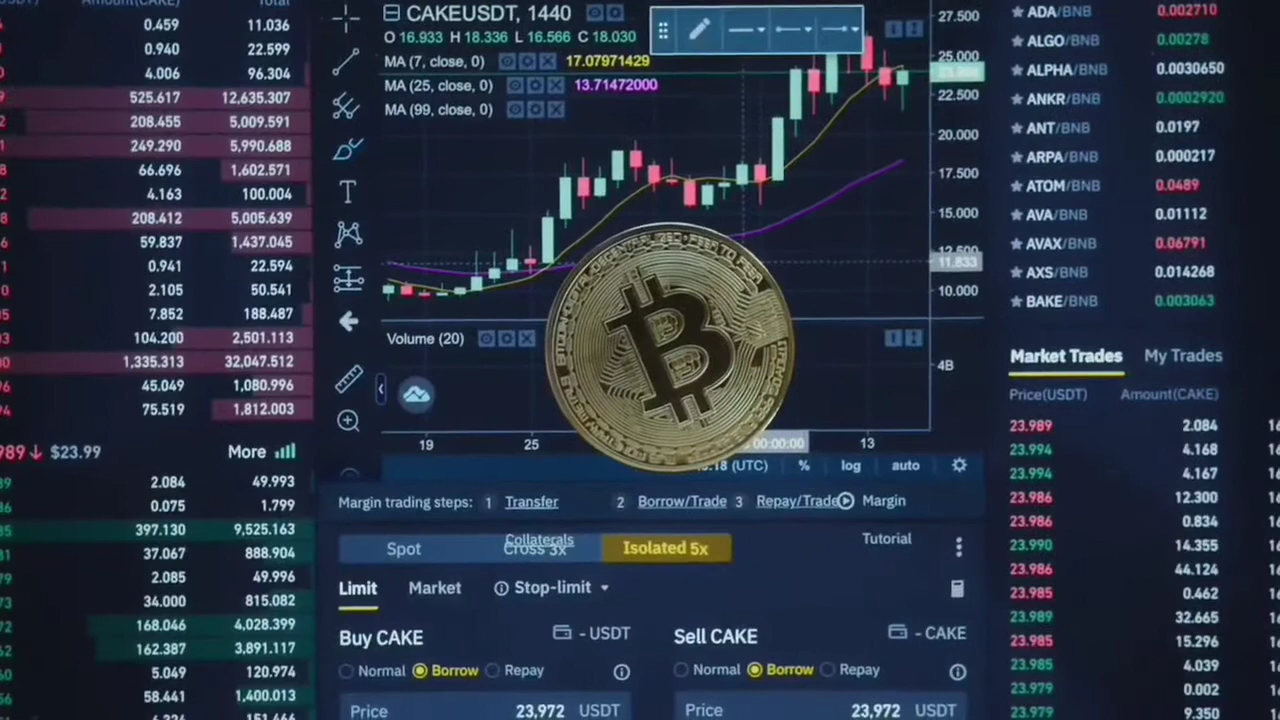 Amount(CAKE) Total
0.459 11.036
0.940 22.599
4.006 96.304
525.617 12,635.307
208.455 5,009.591
249.290 5,990.688
66.696 1,602.571
4.163 100.004
208.412 5,005.639
59.837 1,437.045
0.941 22.594
2.105 50.541
7.852 188.487
104.200 2,501.113
1,335.313 32,047.512
45.049 1,080.996
75.519 1,812.003
989↓ $23.99 More
2.084 49.993
0.075 1.799
397.130 9,525.163
37.067 888.904
2.085 49.996
34.000 815.082
168.046 4,028.399
162.387 3,891.117
5.049 120.974
58.441 1,400.013
CAKEUSDT, 1440
O 16.933 H 18.336 L 16.566 C 18.030
MA (7, close, 0) 17.07971429
MA (25, close, 0) 13.71472000
MA (99, close, 0)
T
27.500
25.000
22.500
20.000
17.500
15.000
12.500
11.833
10.000
Volume (20)
4B
19 25 00:00:00 13
(UTC) % log auto
Margin trading steps: 1 Transfer 2 Borrow/Trade 3 Repay/Trade Margin
Collaterals Tutorial
Spot Cross 3x Isolated 5x
Limit Market Stop-limit
Buy CAKE - USDT Sell CAKE - CAKE
Normal Borrow Repay Normal Borrow Repay
Price 23,972 USDT Price 23,972 USDT
ADA/BNB 0.002710
ALGO/BNB 0.00278
ALPHA/BNB 0.0030650
ANKR/BNB 0.0002920
ANT/BNB 0.0197
ARPA/BNB 0.000217
ATOM/BNB 0.0489
AVA/BNB 0.01112
AVAX/BNB 0.06791
AXS/BNB 0.014268
BAKE/BNB 0.003063
Market Trades My Trades
Price(USDT) Amount(CAKE)
23.989 2.084
23.994 4.168
23.994 4.167
23.986 12.300
23.986 0.834
23.990 14.355
23.986 44.124
23.985 0.462
23.989 32.665
23.985 15.296
23.985 4.039
23.979 0.002
23.979 9.350